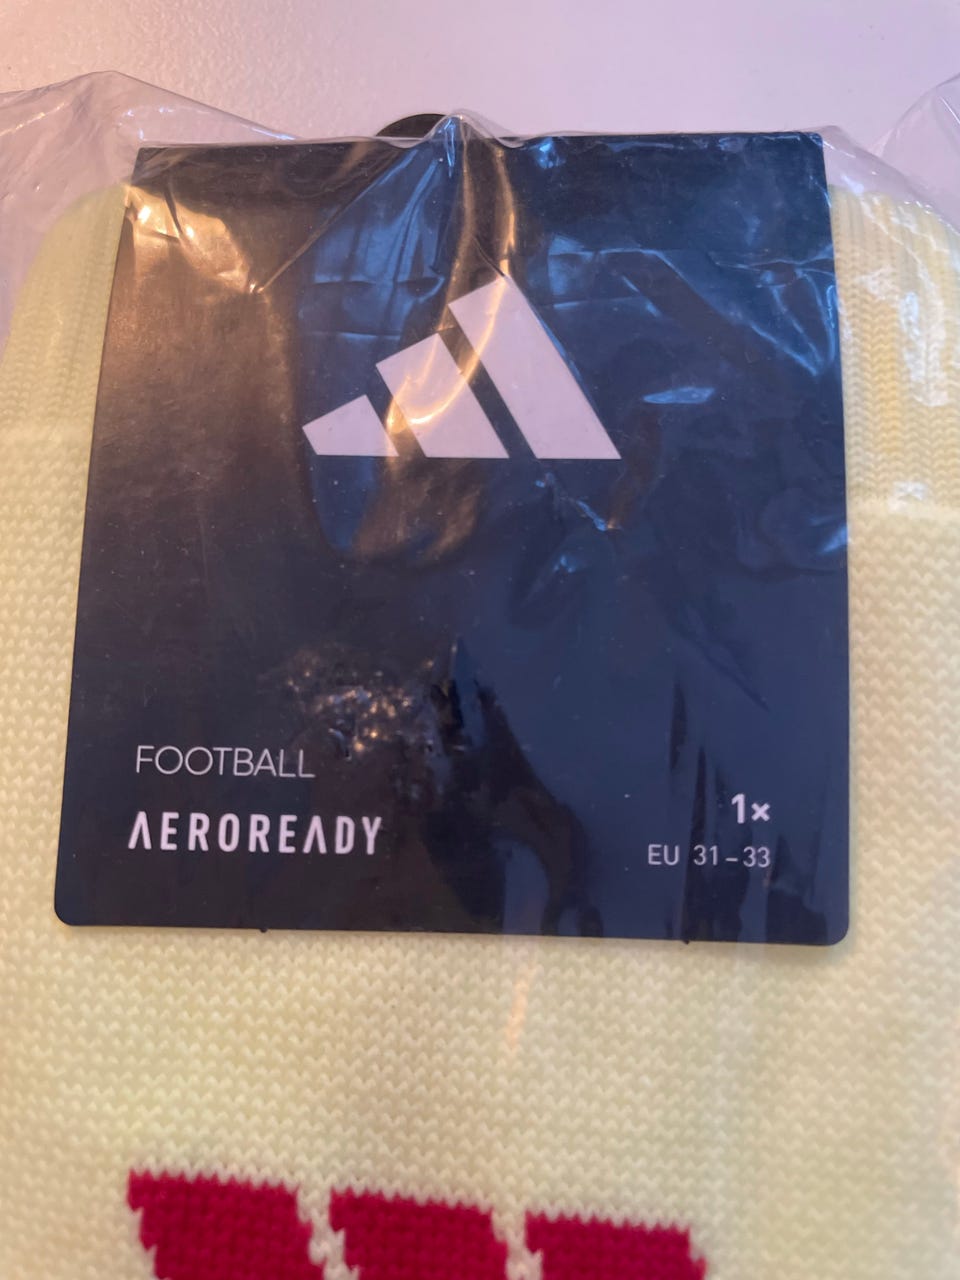 FOOTBALL
AEROREADY
1×
EU 31–33